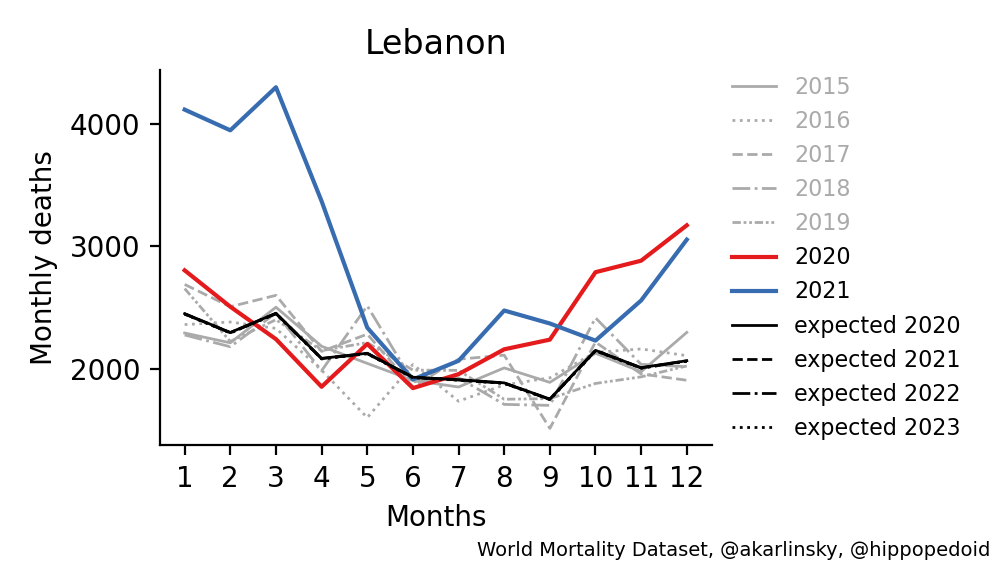 Lebanon
Monthly deaths
4000
3000
2000
1 2 3 4 5 6 7 8 9 10 11 12
Months
2015
2016
2017
2018
2019
2020
2021
expected 2020
expected 2021
expected 2022
expected 2023
World Mortality Dataset, @akarlinsky, @hippopedoid